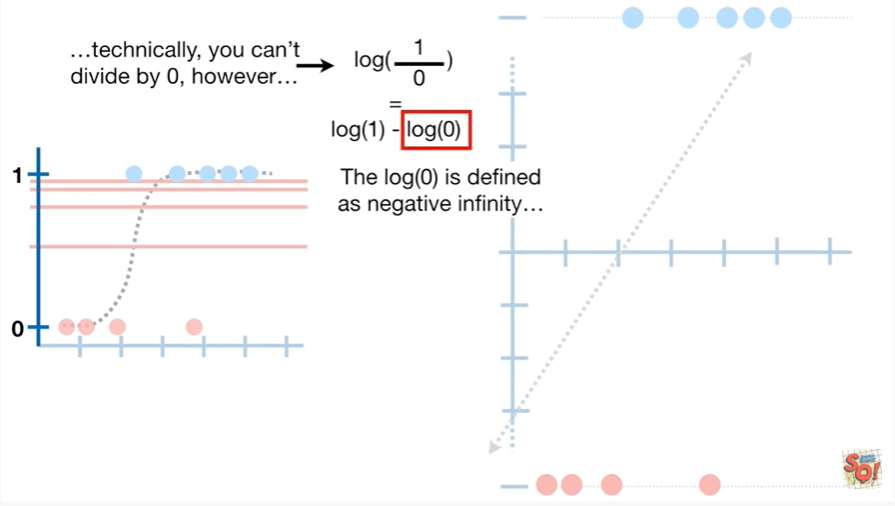 …technically, you can't
divide by 0, however…
log(1/0)
=
log(1) - log(0)
The log(0) is defined
as negative infinity…
1
0
SQ!